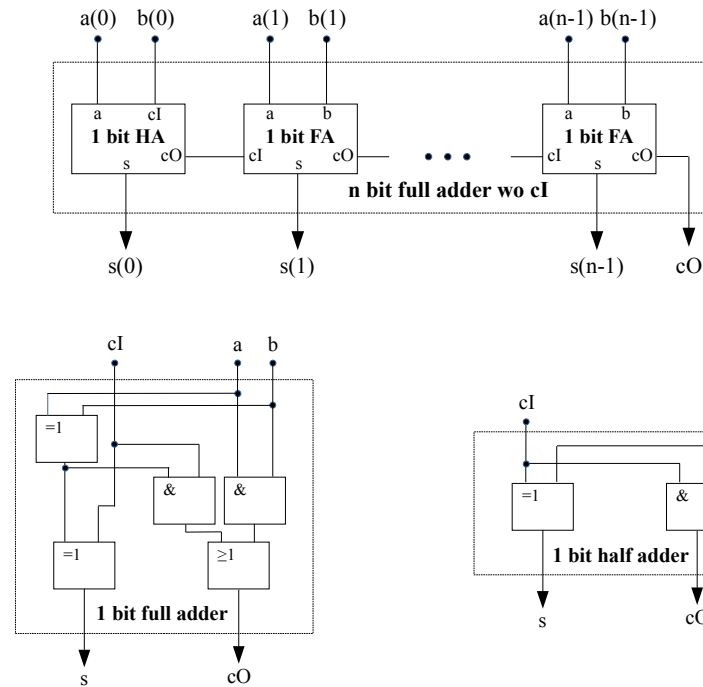 a(0) b(0) a(1) b(1) a(n-1) b(n-1)
a cI a b a b
1 bit HA 1 bit FA 1 bit FA
s cO cI s cO cI s cO
n bit full adder wo cI
s(0) s(1) s(n-1) cO
cI a b
=1
& &
=1 ≥1
1 bit full adder
s cO
cI
=1 &
1 bit half adder
s